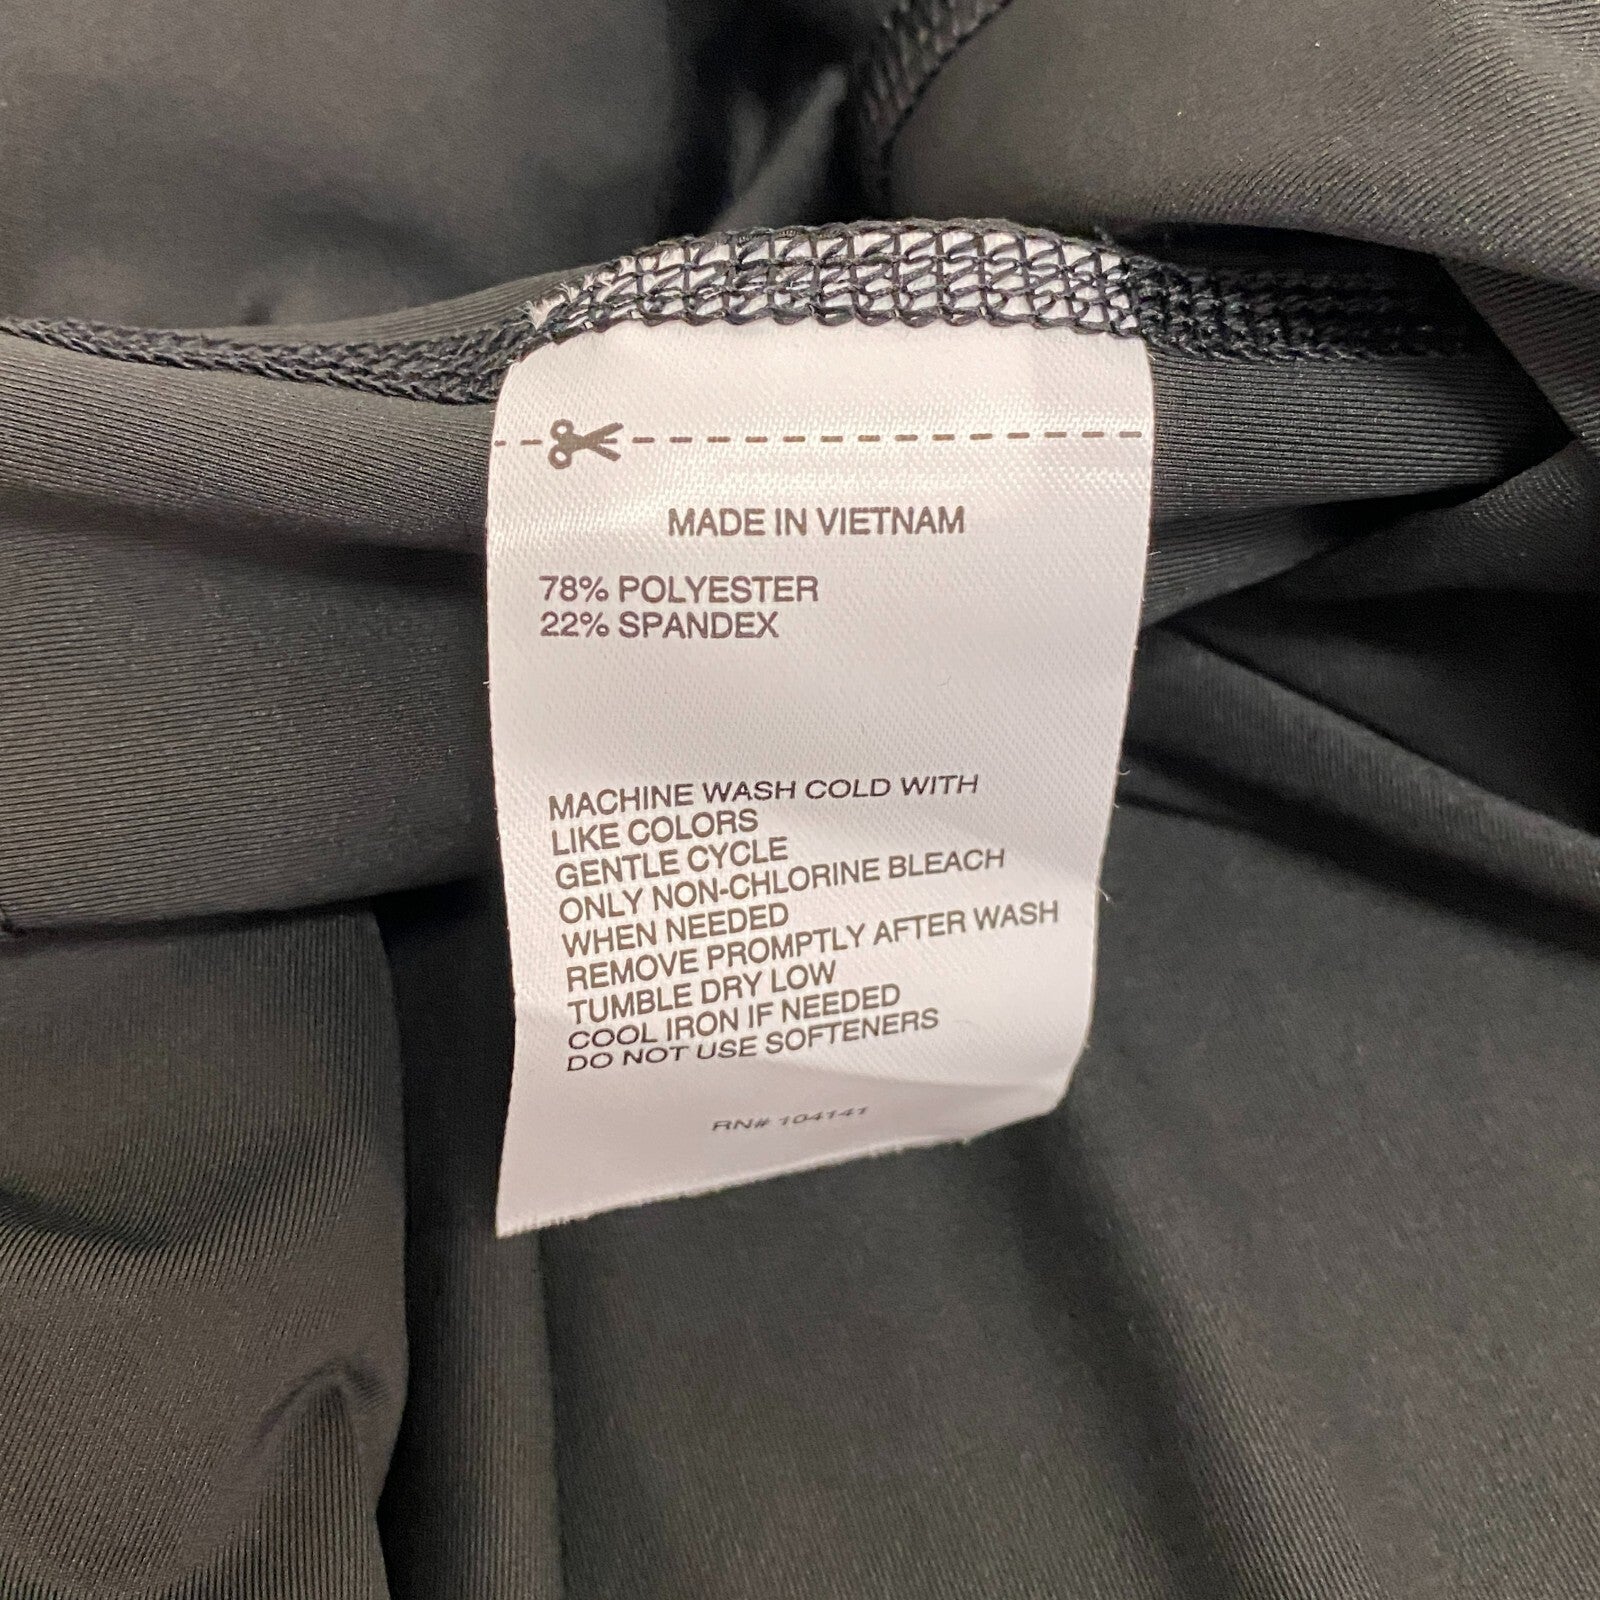 MADE IN VIETNAM
78% POLYESTER
22% SPANDEX
MACHINE WASH COLD WITH
LIKE COLORS
GENTLE CYCLE
ONLY NON-CHLORINE BLEACH
WHEN NEEDED
REMOVE PROMPTLY AFTER WASH
TUMBLE DRY LOW
COOL IRON IF NEEDED
DO NOT USE SOFTENERS
RN# 104141